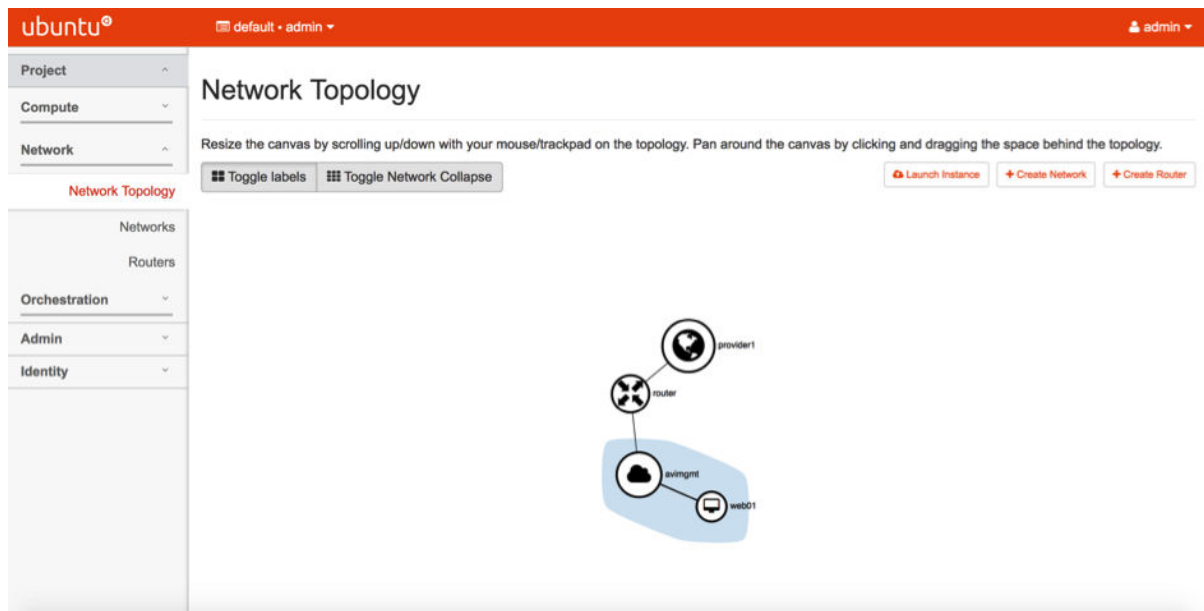 ubuntu
default • admin
admin
Project
Compute
Network
Network Topology
Networks
Routers
Orchestration
Admin
Identity
Network Topology
Resize the canvas by scrolling up/down with your mouse/trackpad on the topology. Pan around the canvas by clicking and dragging the space behind the topology.
Toggle labels Toggle Network Collapse
Launch Instance + Create Network + Create Router
provider1
router
avimgmt
web01